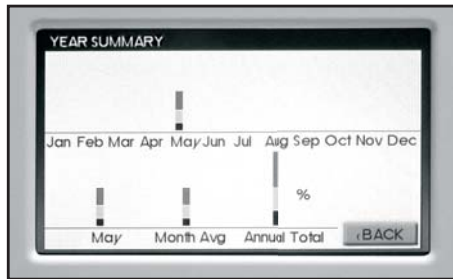 YEAR SUMMARY
Jan Feb Mar Apr May Jun Jul Aug Sep Oct Nov Dec
%
May Month Avg Annual Total ‹BACK